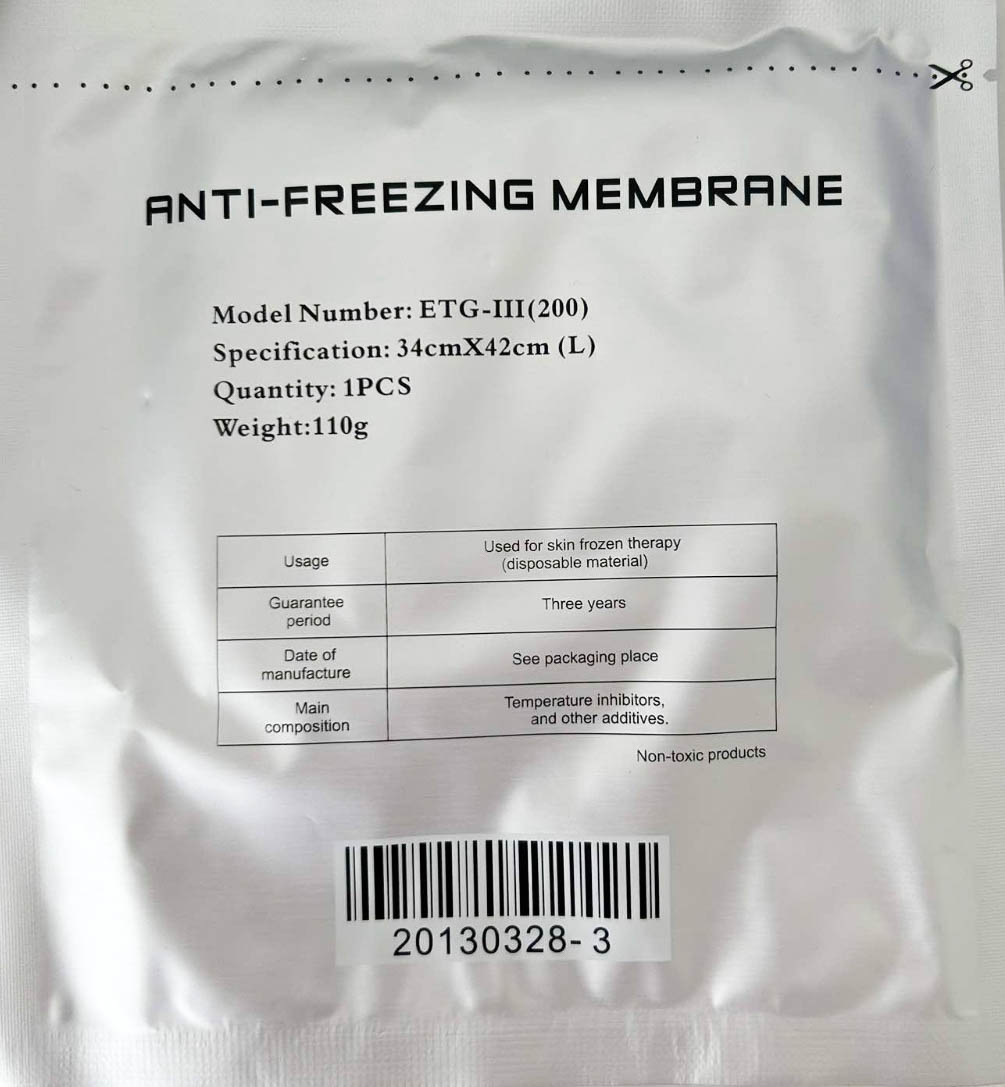 ANTI-FREEZING MEMBRANE
Model Number: ETG-III(200)
Specification: 34cmX42cm (L)
Quantity: 1PCS
Weight:110g
Usage
Used for skin frozen therapy
(disposable material)
Guarantee
period
Three years
Date of
manufacture
See packaging place
Main
composition
Temperature inhibitors,
and other additives.
Non-toxic products
20130328- 3